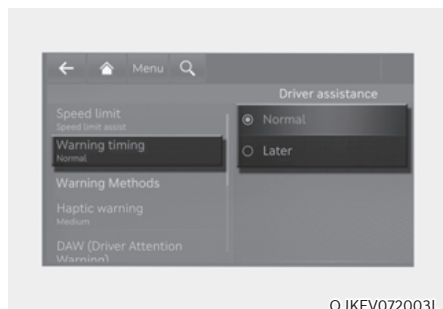 Menu
Driver assistance
Speed limit
Speed limit assist
Warning timing
Normal
Warning Methods
Haptic warning
Medium
DAW (Driver Attention
Warning)
Normal
Later
OJKEV072003L